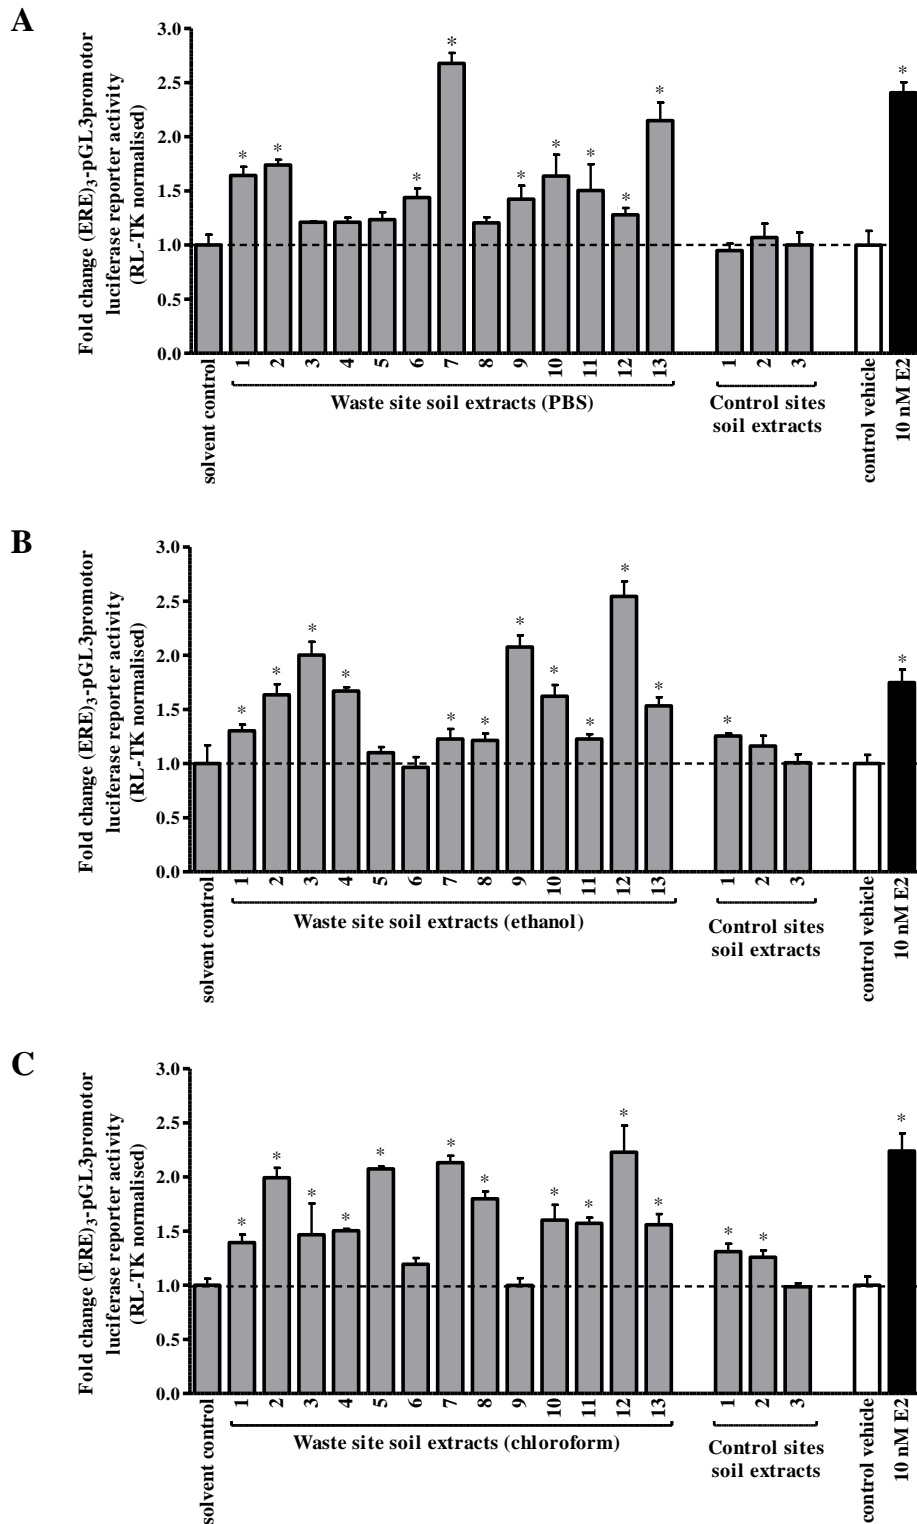 A
Fold change (ERE)3-pGL3promotor
luciferase reporter activity
(RL-TK normalised)
3.0
2.5
2.0
1.5
1.0
0.5
0.0
* * * * * * * * * *
solvent control 1 2 3 4 5 6 7 8 9 10 11 12 13 1 2 3 control vehicle 10 nM E2
Waste site soil extracts (PBS)
Control sites
soil extracts
B
Fold change (ERE)3-pGL3promotor
luciferase reporter activity
(RL-TK normalised)
3.0
2.5
2.0
1.5
1.0
0.5
0.0
* * * * * * * * * * * * *
solvent control 1 2 3 4 5 6 7 8 9 10 11 12 13 1 2 3 control vehicle 10 nM E2
Waste site soil extracts (ethanol)
Control sites
soil extracts
C
Fold change (ERE)3-pGL3promotor
luciferase reporter activity
(RL-TK normalised)
3.0
2.5
2.0
1.5
1.0
0.5
0.0
* * * * * * * * * * * * * *
solvent control 1 2 3 4 5 6 7 8 9 10 11 12 13 1 2 3 control vehicle 10 nM E2
Waste site soil extracts (chloroform)
Control sites
soil extracts